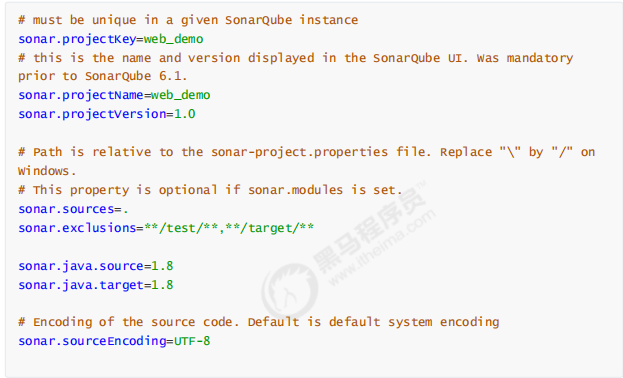 # must be unique in a given SonarQube instance
sonar.projectKey=web_demo
# this is the name and version displayed in the SonarQube UI. Was mandatory
prior to SonarQube 6.1.
sonar.projectName=web_demo
sonar.projectVersion=1.0
# Path is relative to the sonar-project.properties file. Replace "\" by "/" on
Windows.
# This property is optional if sonar.modules is set.
sonar.sources=.
sonar.exclusions=**/test/**,**/target/**
sonar.java.source=1.8
sonar.java.target=1.8
# Encoding of the source code. Default is default system encoding
sonar.sourceEncoding=UTF-8
黑马程序员™
www.itheima.com